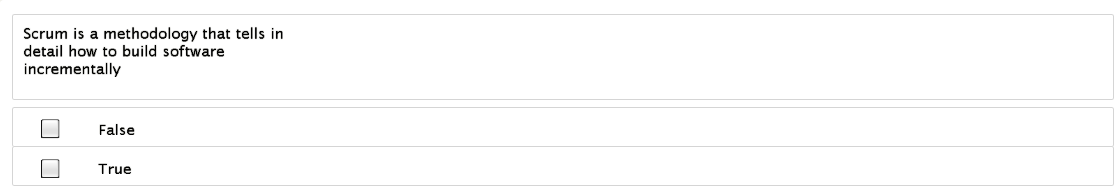 Scrum is a methodology that tells in
detail how to build software
incrementally
False
True